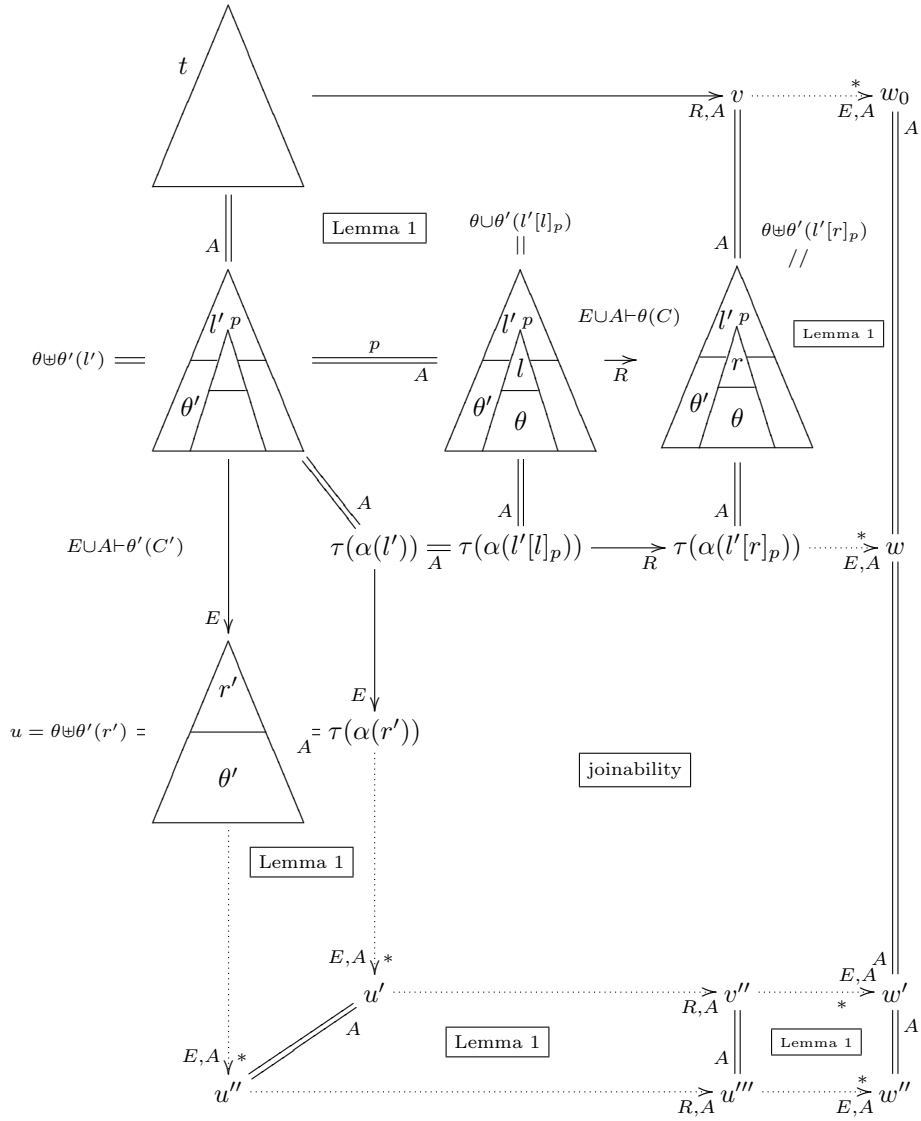 t
v * w₀
R,A E,A A
Lemma 1 θ∪θ′(l′[l]ₚ) θ⊎θ′(l′[r]ₚ)
A || A //
l′ p l′ p E∪A⊢θ(C) l′ p Lemma 1
θ⊎θ′(l′) = p l r
A R
θ′ θ′ θ θ′ θ
A A A
E∪A⊢θ′(C′) τ(α(l′)) = τ(α(l′[l]ₚ)) τ(α(l′[r]ₚ)) * w
A R E,A
E
r′ E
u = θ⊎θ′(r′) = = τ(α(r′))
A
θ′ joinability
Lemma 1
E,A * E,A A
u′ v″ w′
R,A *
A Lemma 1 Lemma 1 A
E,A * A *
u″ u‴ w″
R,A E,A